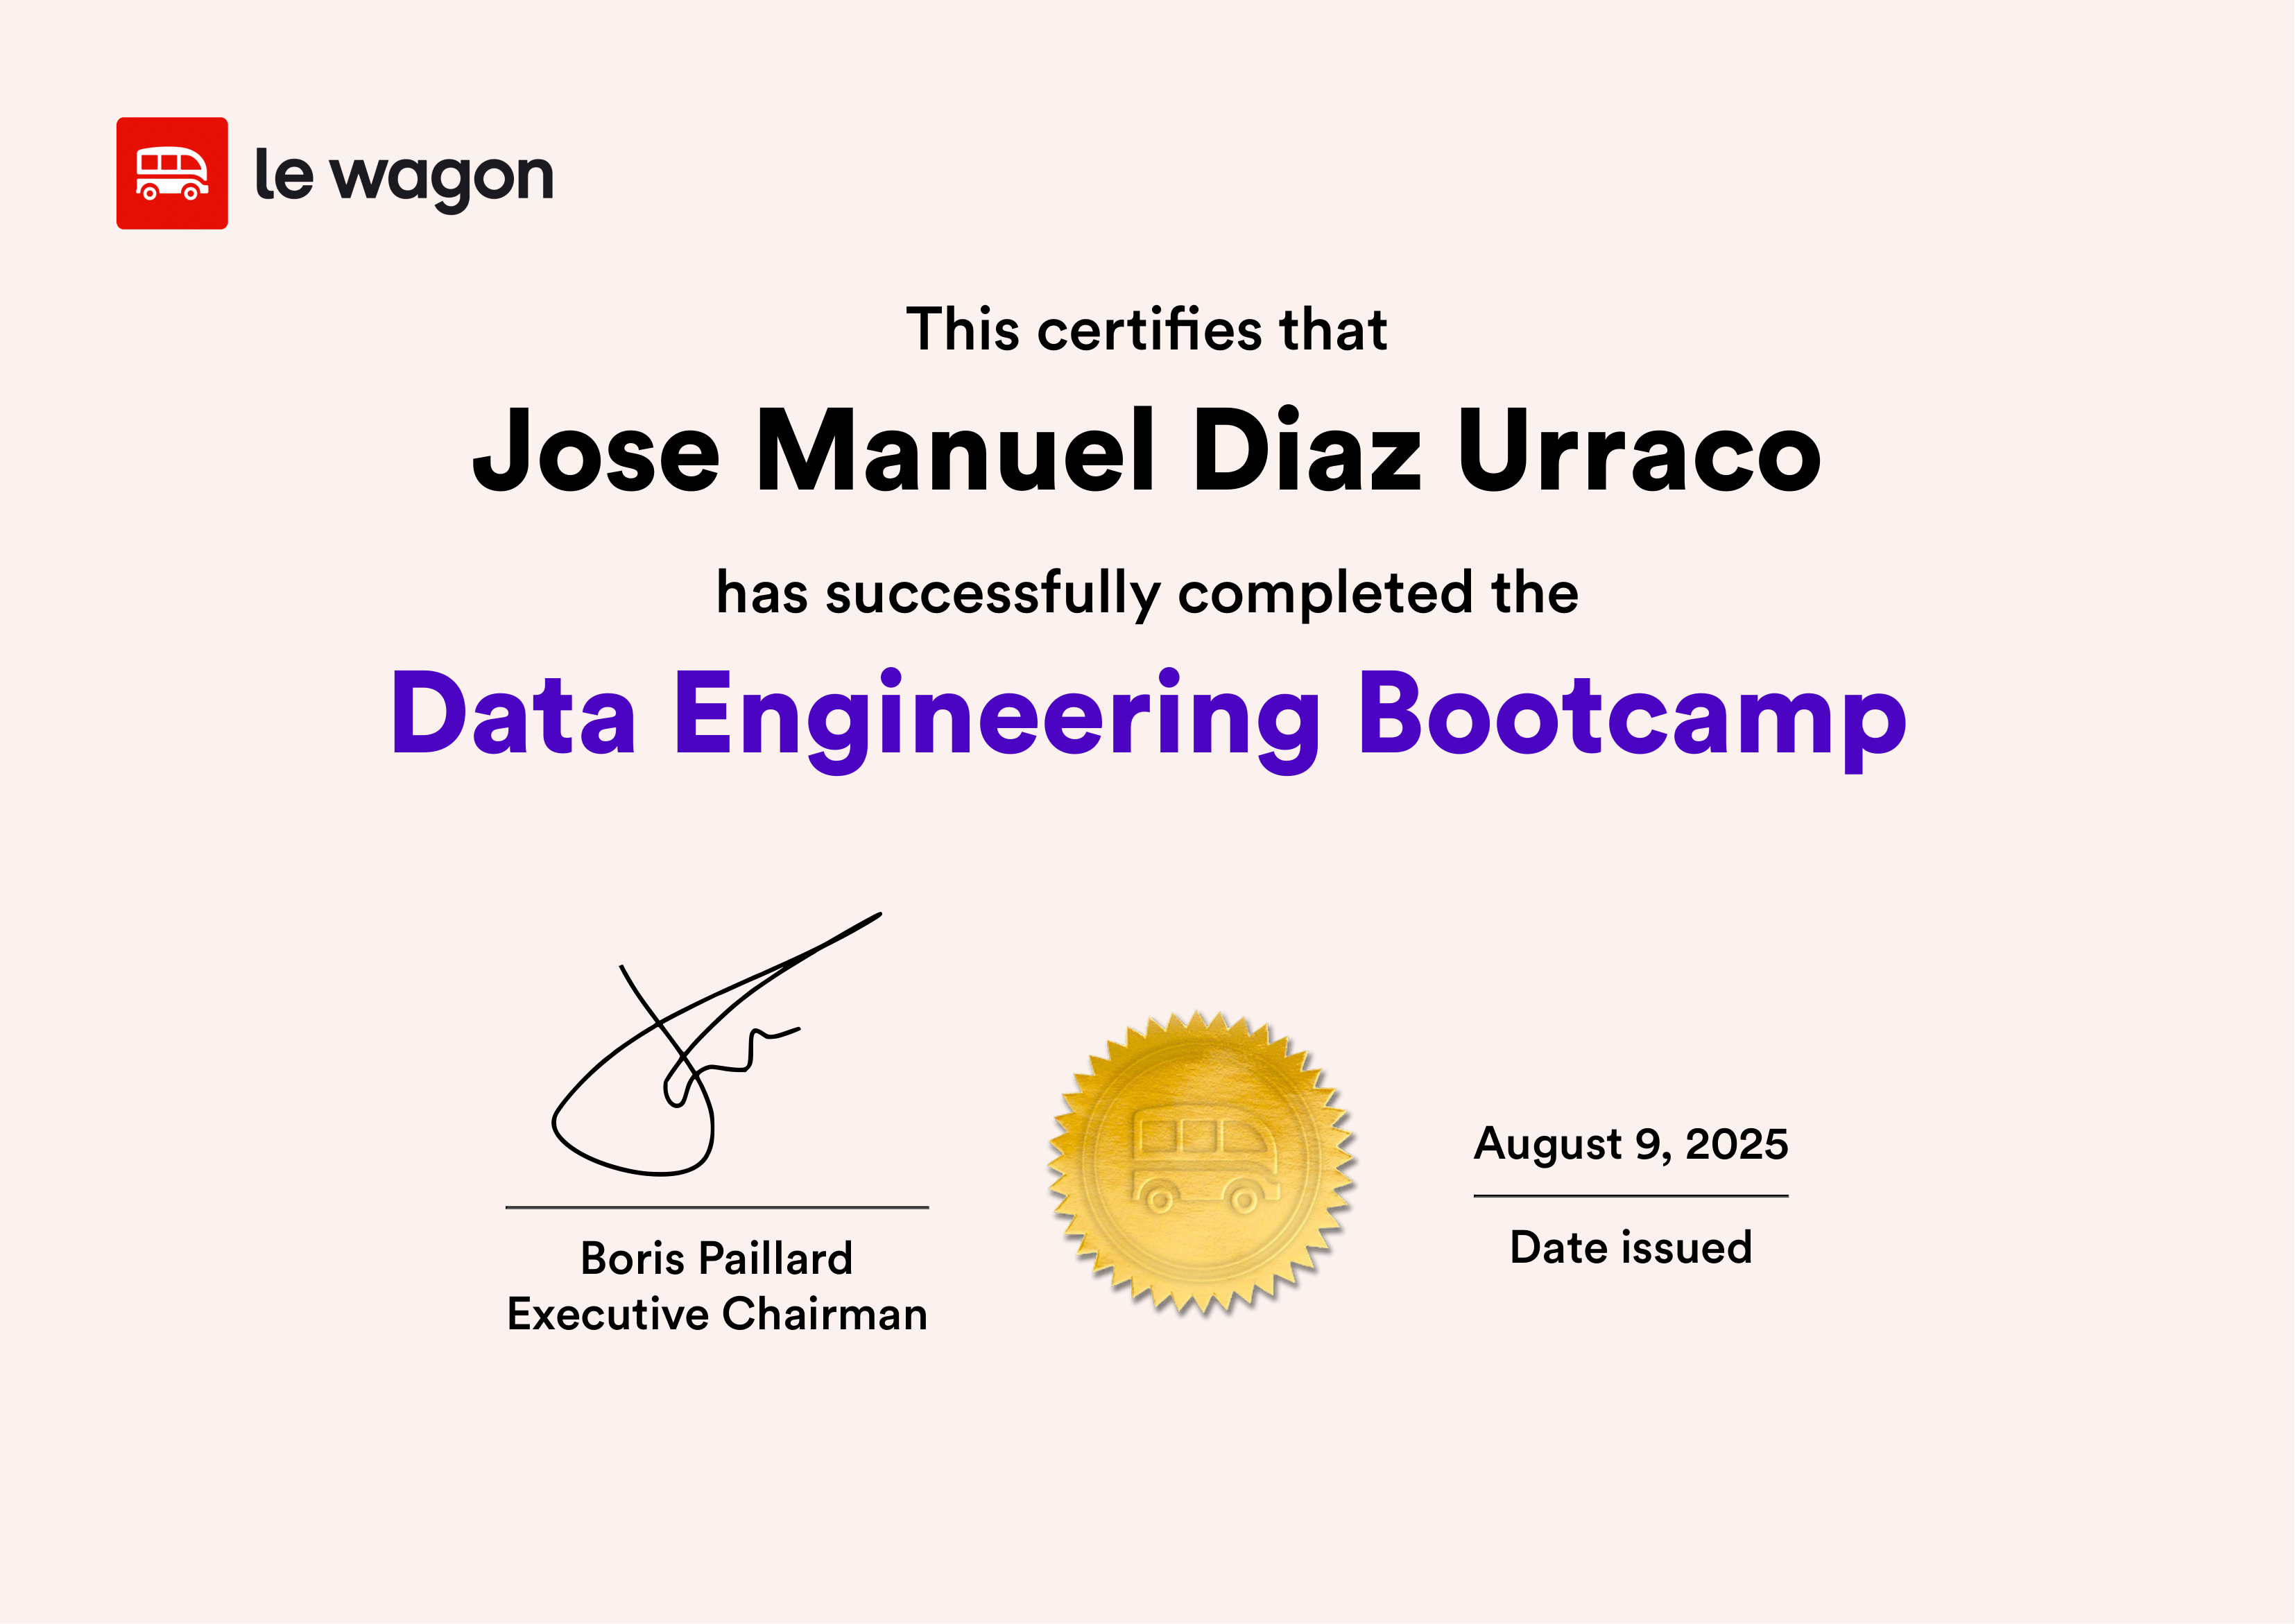 le wagon
This certifies that
Jose Manuel Diaz Urraco
has successfully completed the
Data Engineering Bootcamp
August 9, 2025
Date issued
Boris Paillard
Executive Chairman